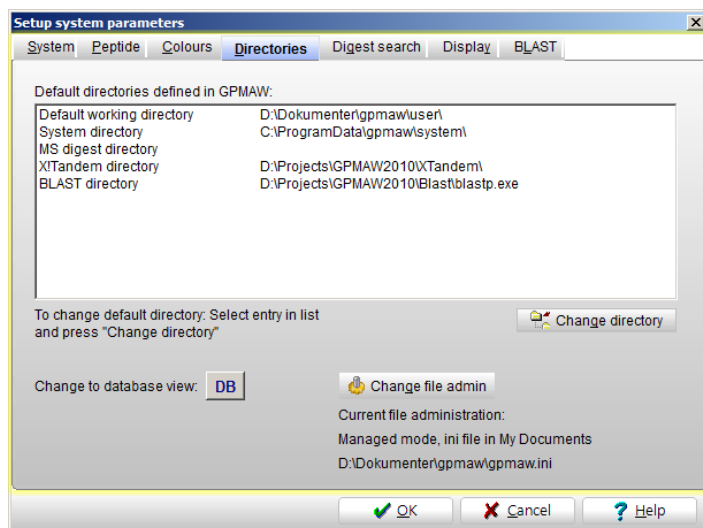 Setup system parameters
System Peptide Colours Directories Digest search Display BLAST
Default directories defined in GPMAW:
Default working directory D:\Dokumenter\gpmaw\user\
System directory C:\ProgramData\gpmaw\system\
MS digest directory
X!Tandem directory D:\Projects\GPMAW2010\XTandem\
BLAST directory D:\Projects\GPMAW2010\Blast\blastp.exe
To change default directory: Select entry in list
and press "Change directory"
Change directory
Change to database view: DB
Change file admin
Current file administration:
Managed mode, ini file in My Documents
D:\Dokumenter\gpmaw\gpmaw.ini
OK Cancel Help